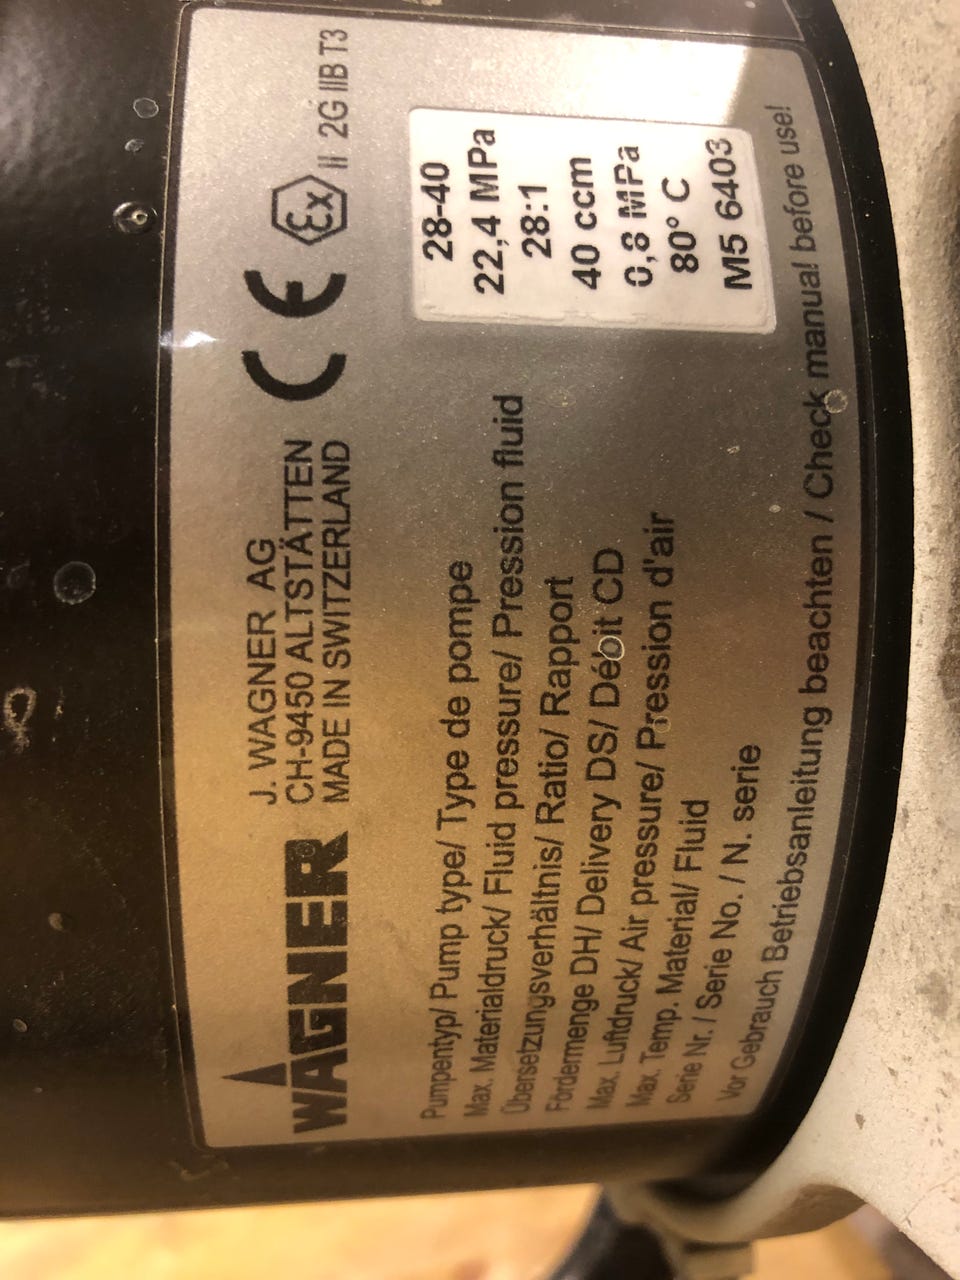 WAGNER®
J. WAGNER AG
CH-9450 ALTSTÄTTEN
MADE IN SWITZERLAND
CE Ex II 2G IIB T3
Pumpentyp/ Pump type/ Type de pompe 28-40
Max. Materialdruck/ Fluid pressure/ Pression fluid 22,4 MPa
Übersetzungsverhältnis/ Ratio/ Rapport 28:1
Fördermenge DH/ Delivery DS/ Débit CD 40 ccm
Max. Luftdruck/ Air pressure/ Pression d'air 0,8 MPa
Max. Temp. Material/ Fluid 80° C
Serie Nr. / Serie No. / N. serie M5 6403
Vor Gebrauch Betriebsanleitung beachten / Check manual before use!